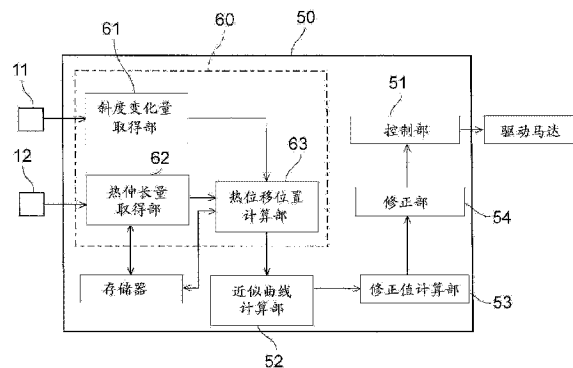 61
60
50
11
斜度变化量
取得部
51
控制部
驱动马达
12
62
热伸长量
取得部
63
热位移位置
计算部
修正部
54
存储器
近似曲线
计算部
52
修正值计算部
53